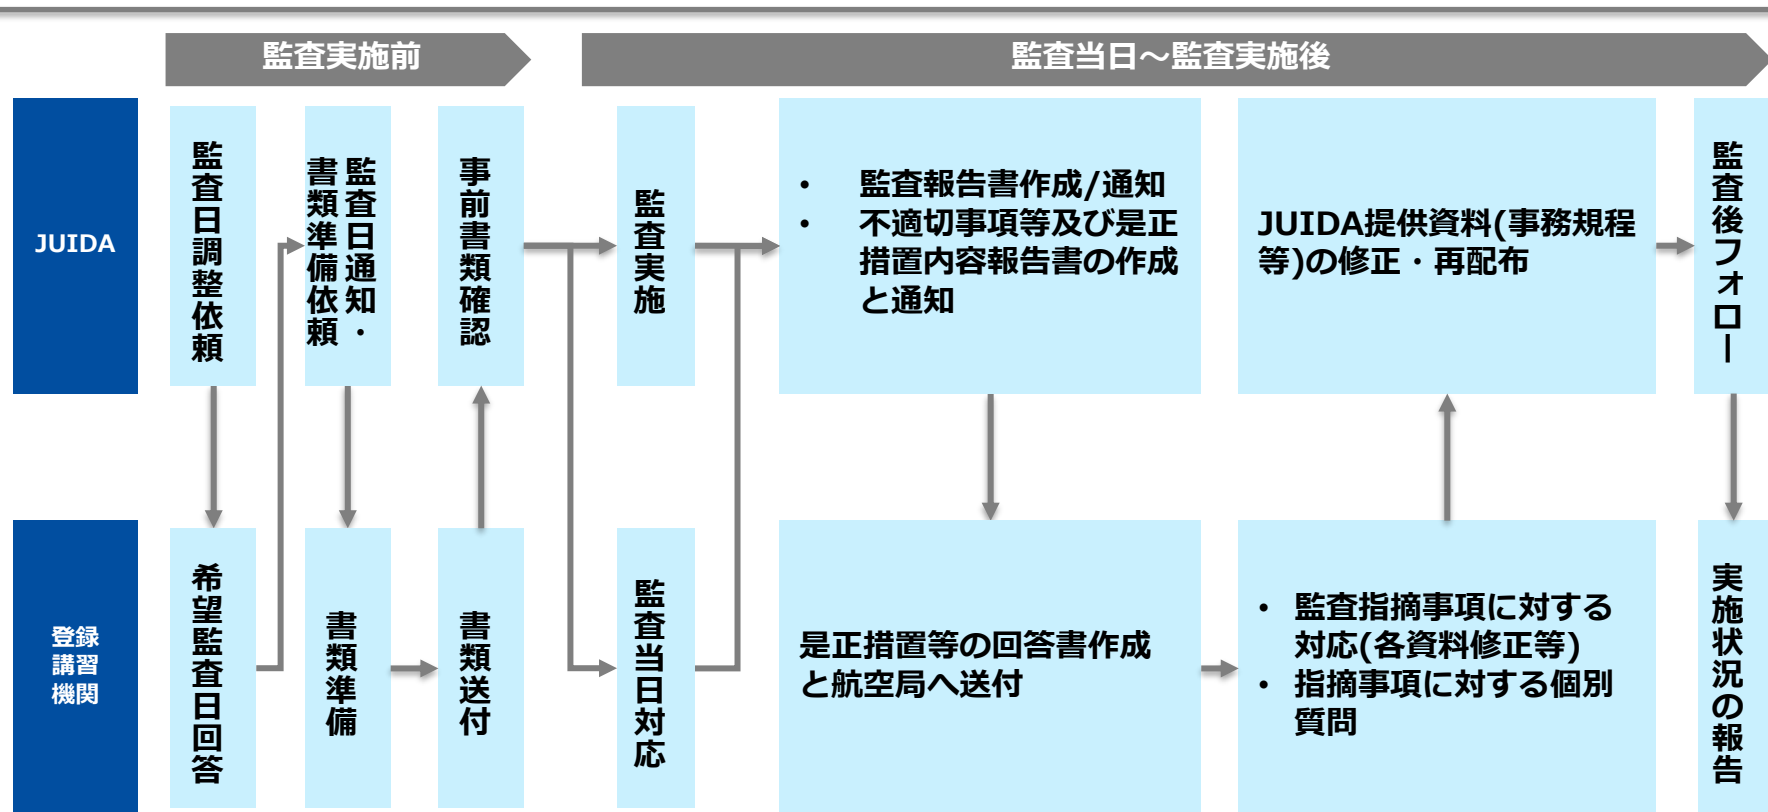 監査実施前
監査当日～監査実施後
JUIDA
監査日調整依頼
監査日通知・
書類準備依頼
事前書類確認
監査実施
• 監査報告書作成/通知
• 不適切事項等及び是正
措置内容報告書の作成
と通知
JUIDA提供資料(事務規程
等)の修正・再配布
監査後フォロー
登録
講習
機関
希望監査日回答
書類準備
書類送付
監査当日対応
是正措置等の回答書作成
と航空局へ送付
• 監査指摘事項に対する
対応(各資料修正等)
• 指摘事項に対する個別
質問
実施状況の報告